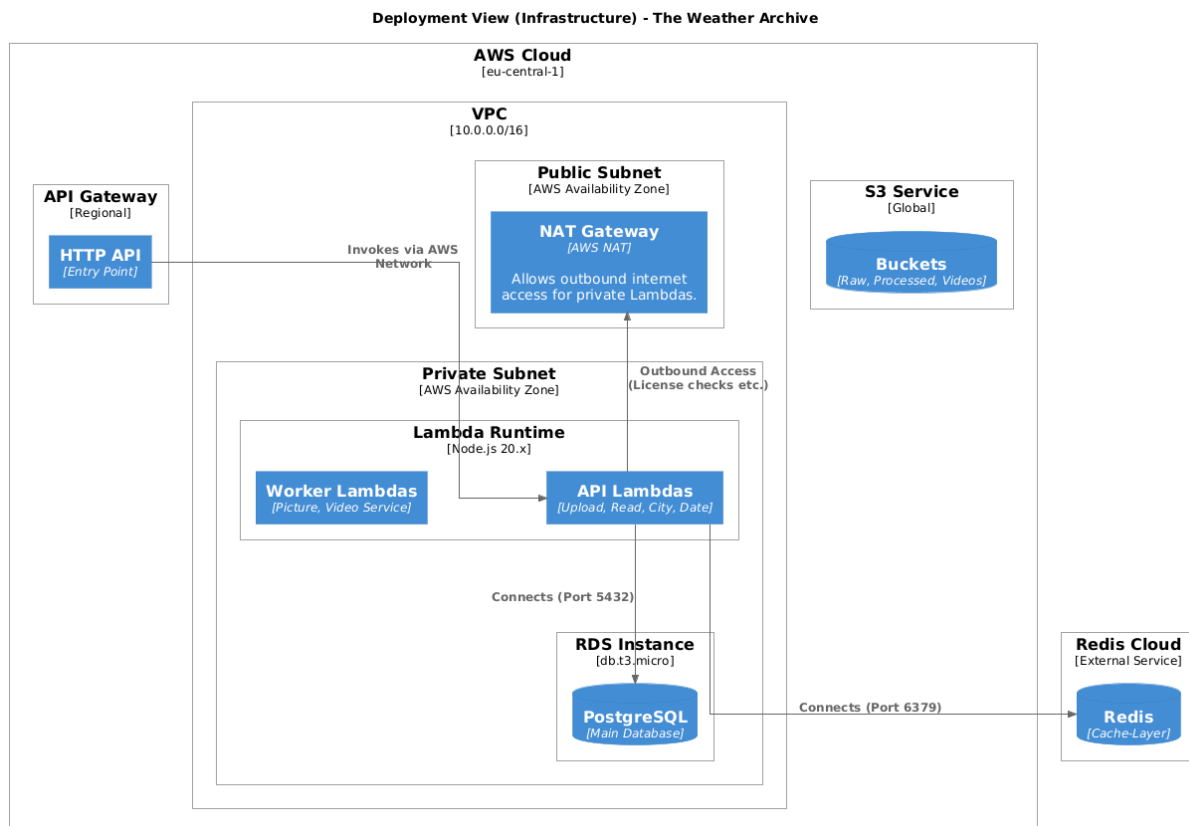 Deployment View (Infrastructure) - The Weather Archive
AWS Cloud
[eu-central-1]
VPC
[10.0.0.0/16]
Public Subnet
[AWS Availability Zone]
NAT Gateway
[AWS NAT]
Allows outbound internet
access for private Lambdas.
API Gateway
[Regional]
HTTP API
[Entry Point]
Invokes via AWS
Network
S3 Service
[Global]
Buckets
[Raw, Processed, Videos]
Private Subnet
[AWS Availability Zone]
Outbound Access
(License checks etc.)
Lambda Runtime
[Node.js 20.x]
Worker Lambdas
[Picture, Video Service]
API Lambdas
[Upload, Read, City, Date]
Connects (Port 5432)
RDS Instance
[db.t3.micro]
PostgreSQL
[Main Database]
Connects (Port 6379)
Redis Cloud
[External Service]
Redis
[Cache-Layer]